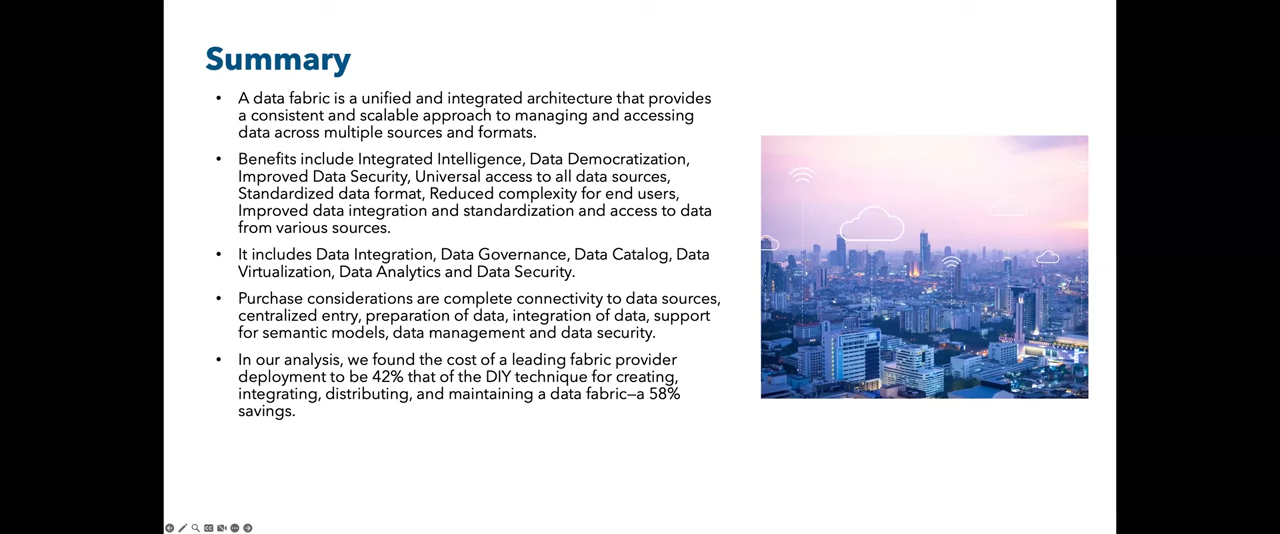 Summary
• A data fabric is a unified and integrated architecture that provides
a consistent and scalable approach to managing and accessing
data across multiple sources and formats.
• Benefits include Integrated Intelligence, Data Democratization,
Improved Data Security, Universal access to all data sources,
Standardized data format, Reduced complexity for end users,
Improved data integration and standardization and access to data
from various sources.
• It includes Data Integration, Data Governance, Data Catalog, Data
Virtualization, Data Analytics and Data Security.
• Purchase considerations are complete connectivity to data sources,
centralized entry, preparation of data, integration of data, support
for semantic models, data management and data security.
• In our analysis, we found the cost of a leading fabric provider
deployment to be 42% that of the DIY technique for creating,
integrating, distributing, and maintaining a data fabric—a 58%
savings.